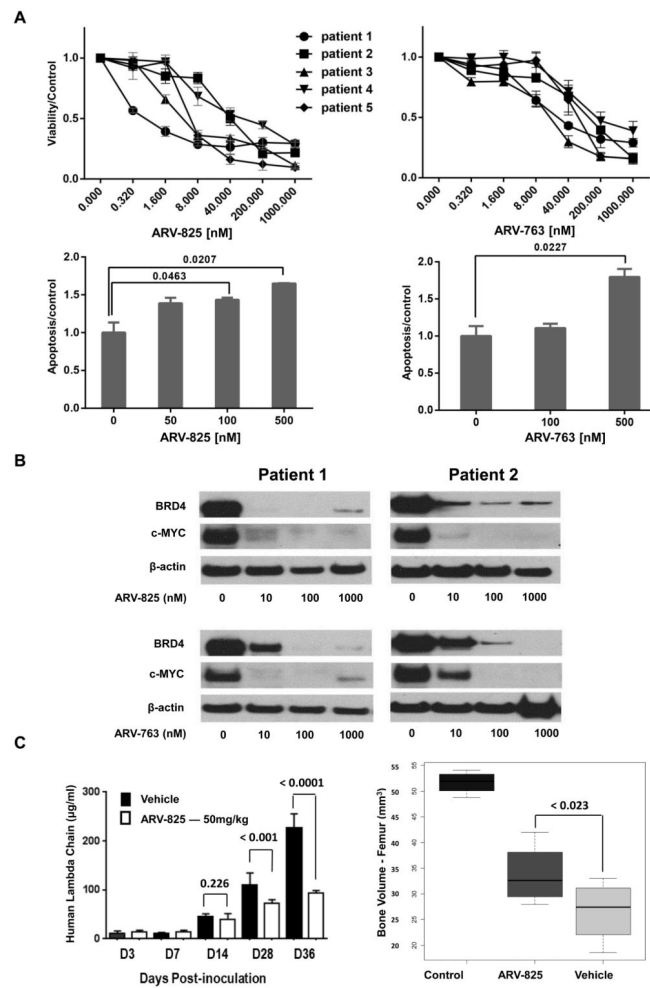 A
Viability/Control
1.0
0.5
0.0
0.000
0.320
1.600
8.000
40.000
200.000
1000.000
ARV-825 [nM]
patient 1
patient 2
patient 3
patient 4
patient 5
1.0
0.5
0.0
0.000
0.320
1.600
8.000
40.000
200.000
1000.000
ARV-763 [nM]
Apoptosis/control
2.0
1.5
1.0
0.5
0.0
0.0207
0.0463
0 50 100 500
ARV-825 [nM]
Apoptosis/control
2.0
1.5
1.0
0.5
0.0
0.0227
0 100 500
ARV-763 [nM]
B
Patient 1 Patient 2
BRD4
c-MYC
β-actin
ARV-825 (nM) 0 10 100 1000 0 10 100 1000
BRD4
c-MYC
β-actin
ARV-763 (nM) 0 10 100 1000 0 10 100 1000
C
Human Lambda Chain (µg/ml)
300
200
100
0
Vehicle
ARV-825 — 50mg/kg
0.226
< 0.001
< 0.0001
D3 D7 D14 D28 D36
Days Post-inoculation
Bone Volume - Femur (mm³)
55 55
50 50
45 45
40 40
35 35
30 30
25 25
20 20
< 0.023
Control ARV-825 Vehicle